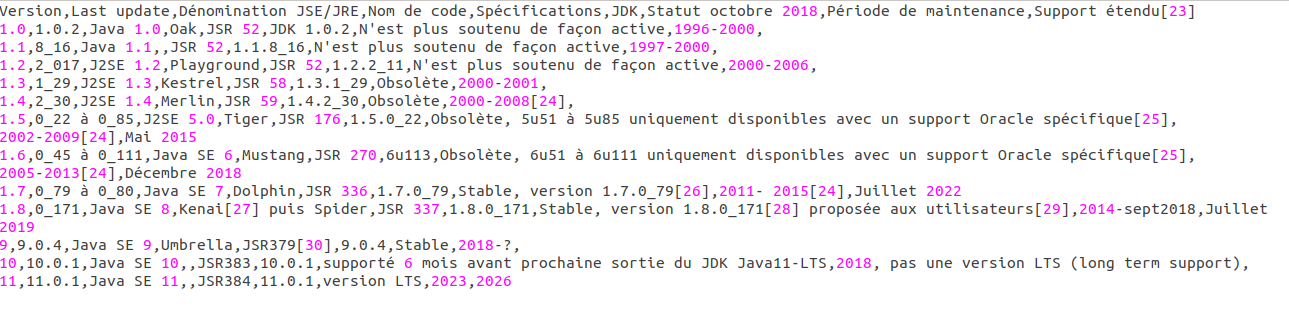 Version,Last update,Dénomination JSE/JRE,Nom de code,Spécifications,JDK,Statut octobre 2018,Période de maintenance,Support étendu[23]
1.0,1.0.2,Java 1.0,Oak,JSR 52,JDK 1.0.2,N'est plus soutenu de façon active,1996-2000,
1.1,8_16,Java 1.1,,JSR 52,1.1.8_16,N'est plus soutenu de façon active,1997-2000,
1.2,2_017,J2SE 1.2,Playground,JSR 52,1.2.2_11,N'est plus soutenu de façon active,2000-2006,
1.3,1_29,J2SE 1.3,Kestrel,JSR 58,1.3.1_29,Obsolète,2000-2001,
1.4,2_30,J2SE 1.4,Merlin,JSR 59,1.4.2_30,Obsolète,2000-2008[24],
1.5,0_22 à 0_85,J2SE 5.0,Tiger,JSR 176,1.5.0_22,Obsolète, 5u51 à 5u85 uniquement disponibles avec un support Oracle spécifique[25],
2002-2009[24],Mai 2015
1.6,0_45 à 0_111,Java SE 6,Mustang,JSR 270,6u113,Obsolète, 6u51 à 6u111 uniquement disponibles avec un support Oracle spécifique[25],
2005-2013[24],Décembre 2018
1.7,0_79 à 0_80,Java SE 7,Dolphin,JSR 336,1.7.0_79,Stable, version 1.7.0_79[26],2011- 2015[24],Juillet 2022
1.8,0_171,Java SE 8,Kenai[27] puis Spider,JSR 337,1.8.0_171,Stable, version 1.8.0_171[28] proposée aux utilisateurs[29],2014-sept2018,Juillet
2019
9,9.0.4,Java SE 9,Umbrella,JSR379[30],9.0.4,Stable,2018-?,
10,10.0.1,Java SE 10,,JSR383,10.0.1,supporté 6 mois avant prochaine sortie du JDK Java11-LTS,2018, pas une version LTS (long term support),
11,11.0.1,Java SE 11,,JSR384,11.0.1,version LTS,2023,2026